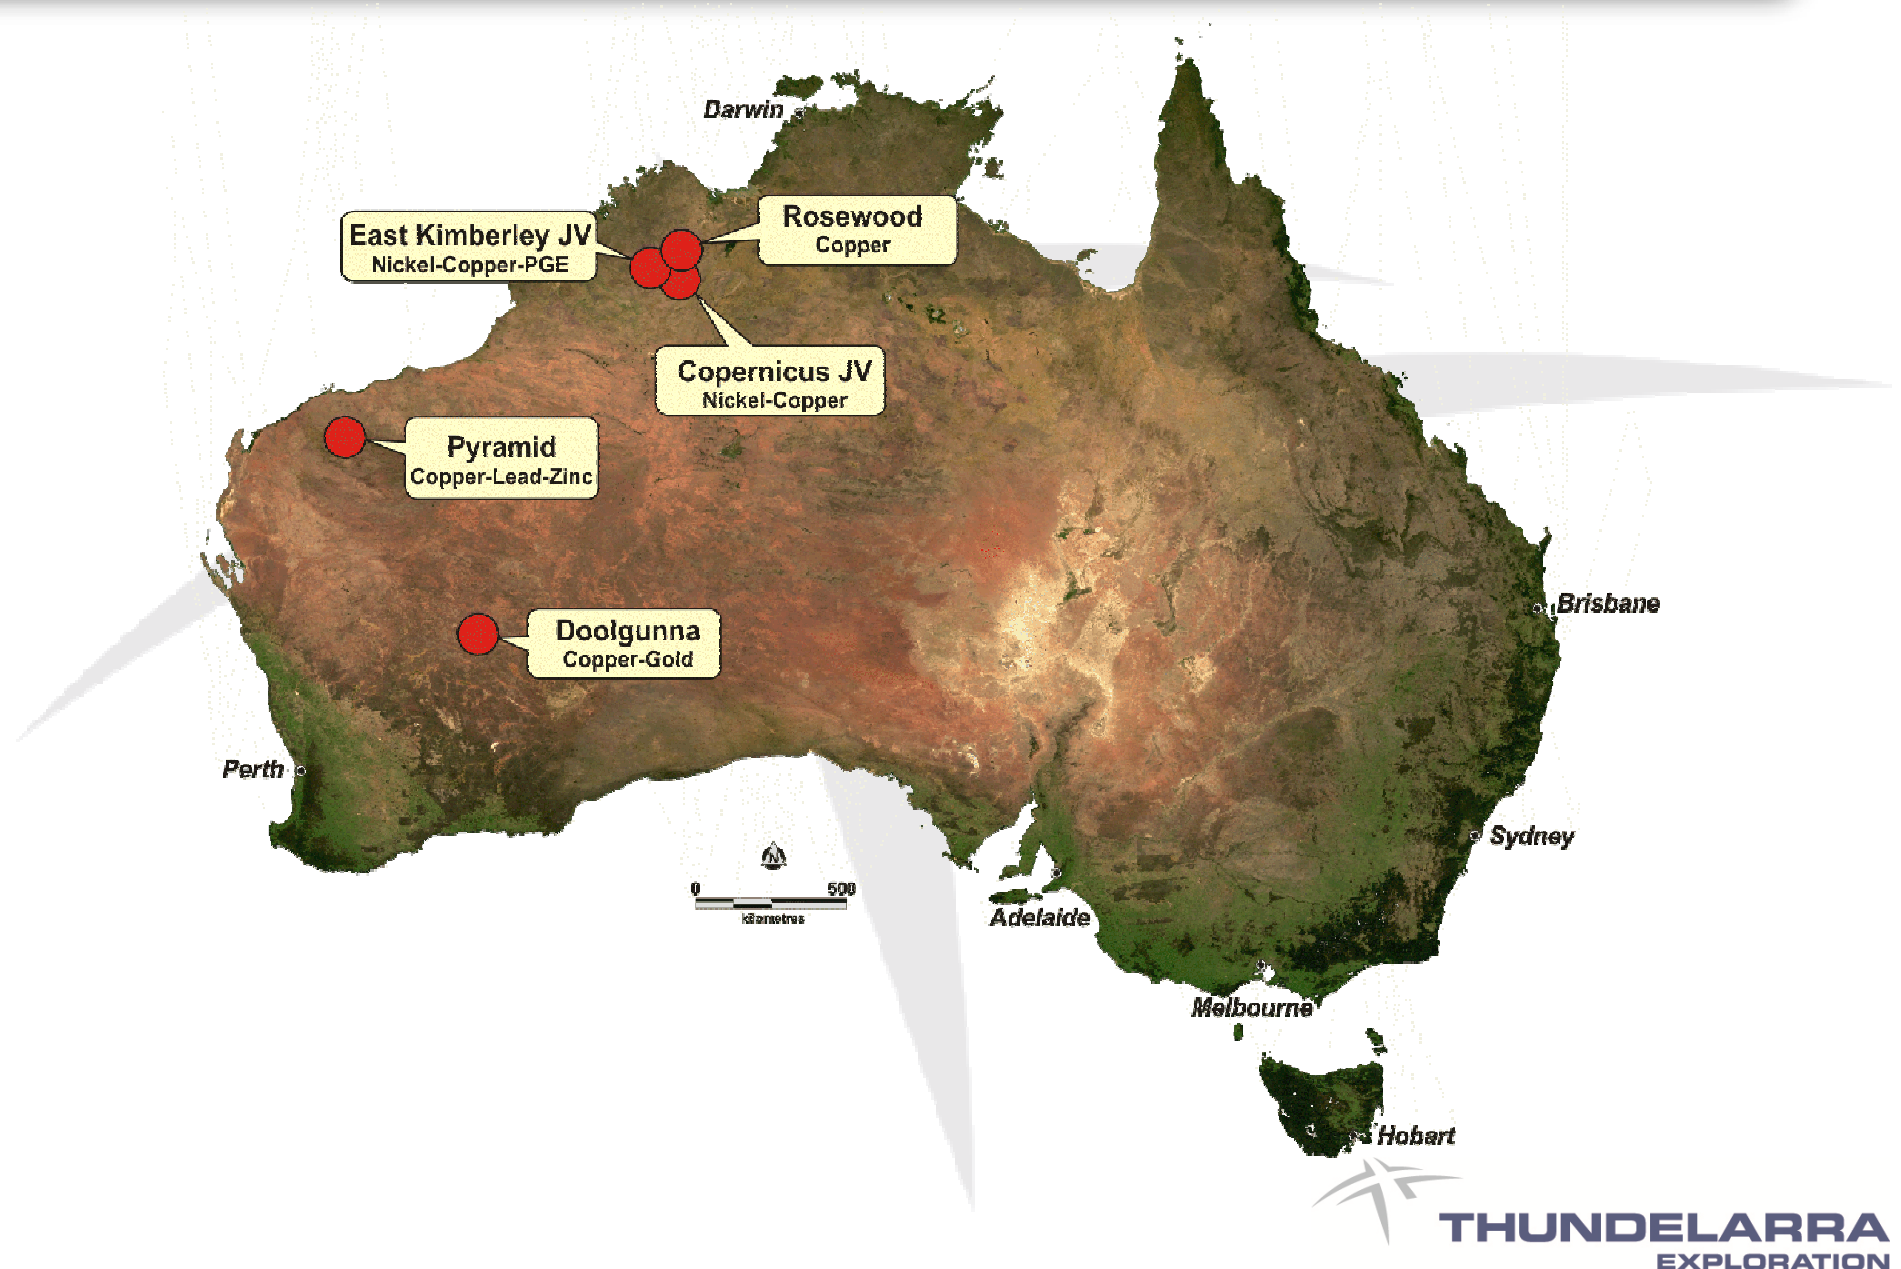 Darwin
Rosewood
Copper
East Kimberley JV
Nickel-Copper-PGE
Copernicus JV
Nickel-Copper
Pyramid
Copper-Lead-Zinc
Brisbane
Doolgunna
Copper-Gold
Perth
Sydney
N
0 500
kilometres
Adelaide
Melbourne
Hobart
THUNDELARRA
EXPLORATION